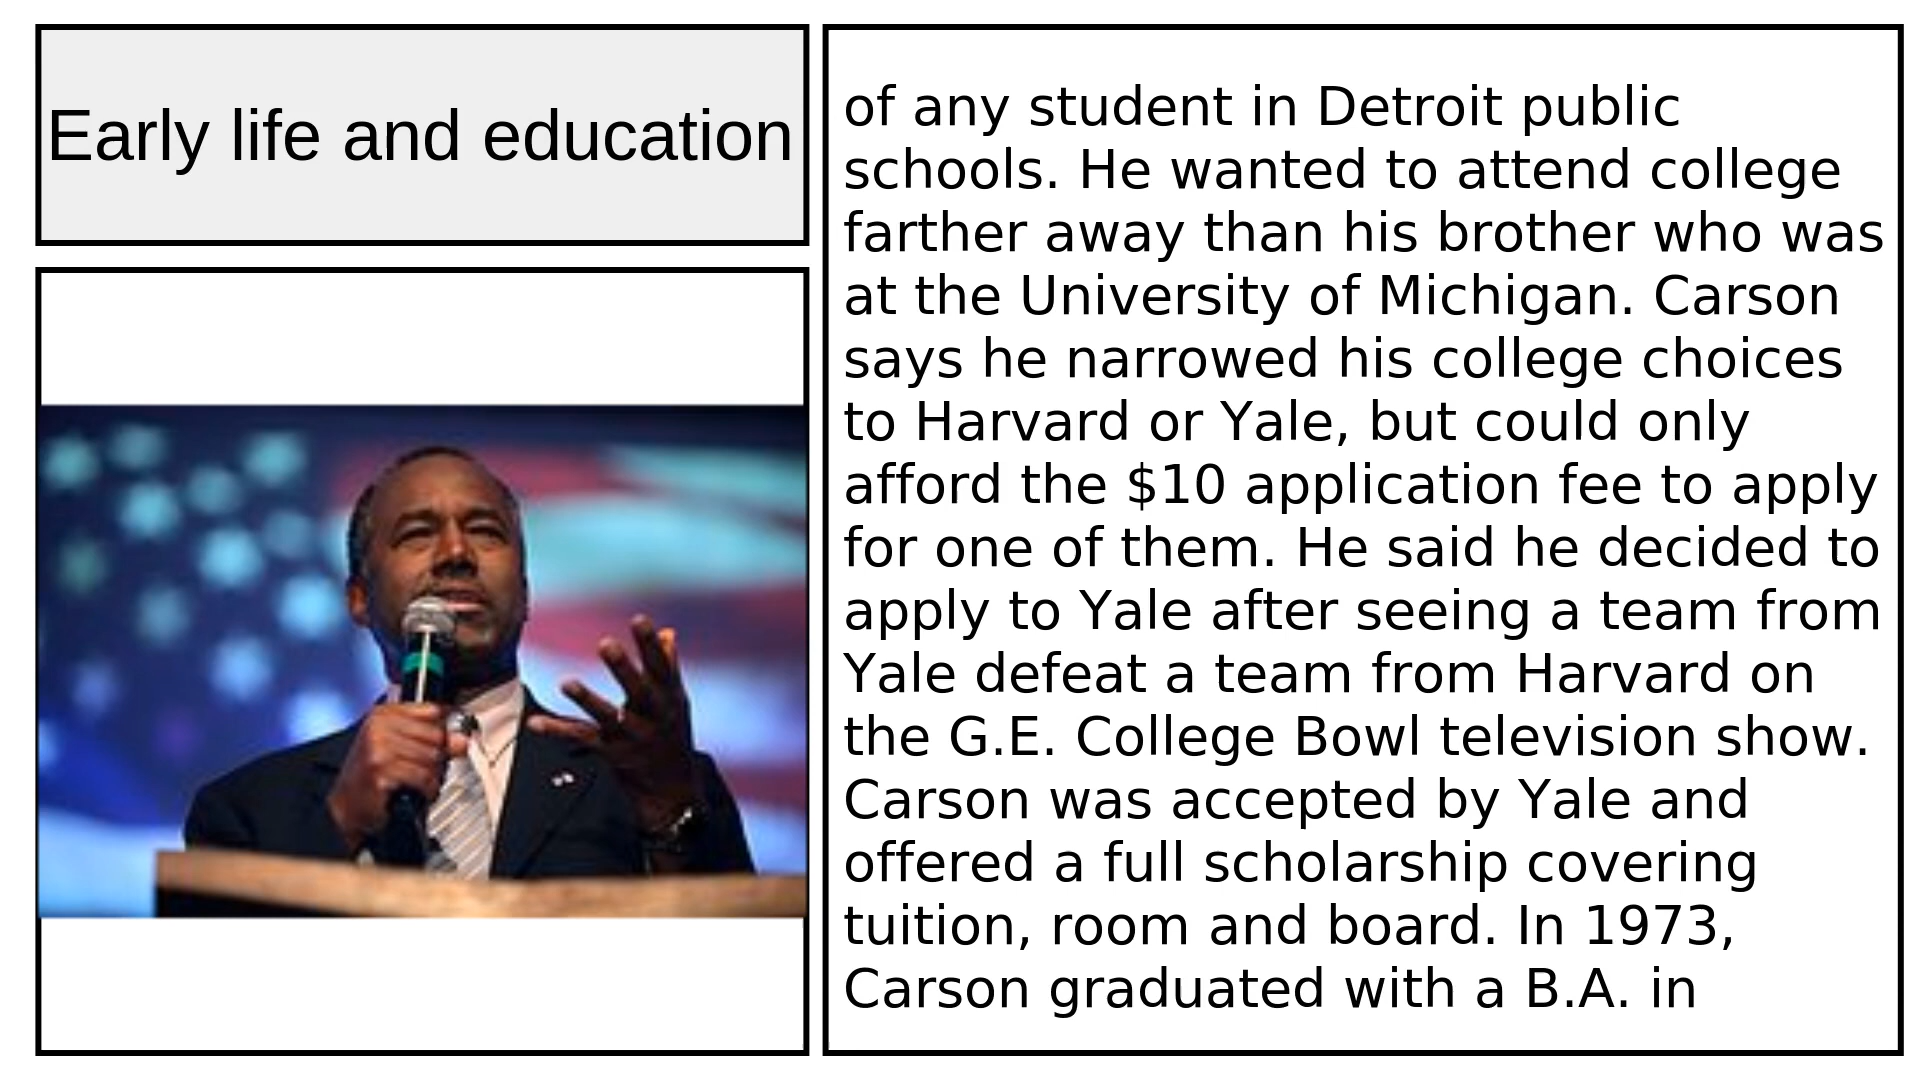 Early life and education
of any student in Detroit public
schools. He wanted to attend college
farther away than his brother who was
at the University of Michigan. Carson
says he narrowed his college choices
to Harvard or Yale, but could only
afford the $10 application fee to apply
for one of them. He said he decided to
apply to Yale after seeing a team from
Yale defeat a team from Harvard on
the G.E. College Bowl television show.
Carson was accepted by Yale and
offered a full scholarship covering
tuition, room and board. In 1973,
Carson graduated with a B.A. in